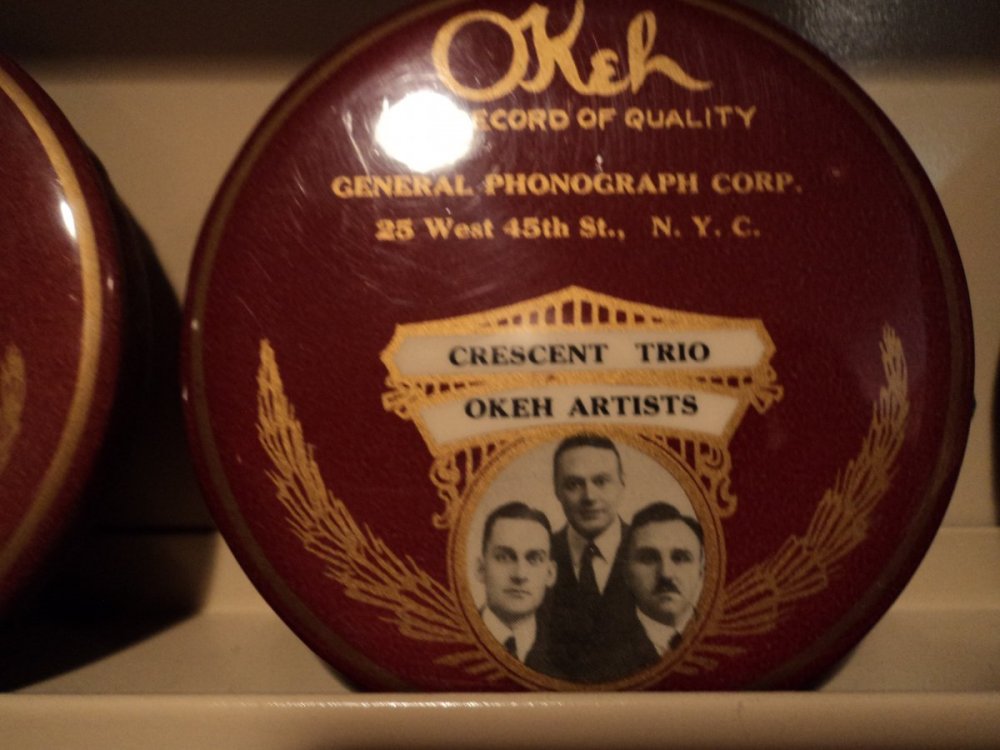 OKeh
RECORD OF QUALITY
GENERAL PHONOGRAPH CORP.
25 West 45th St., N. Y. C.
CRESCENT TRIO
OKEH ARTISTS